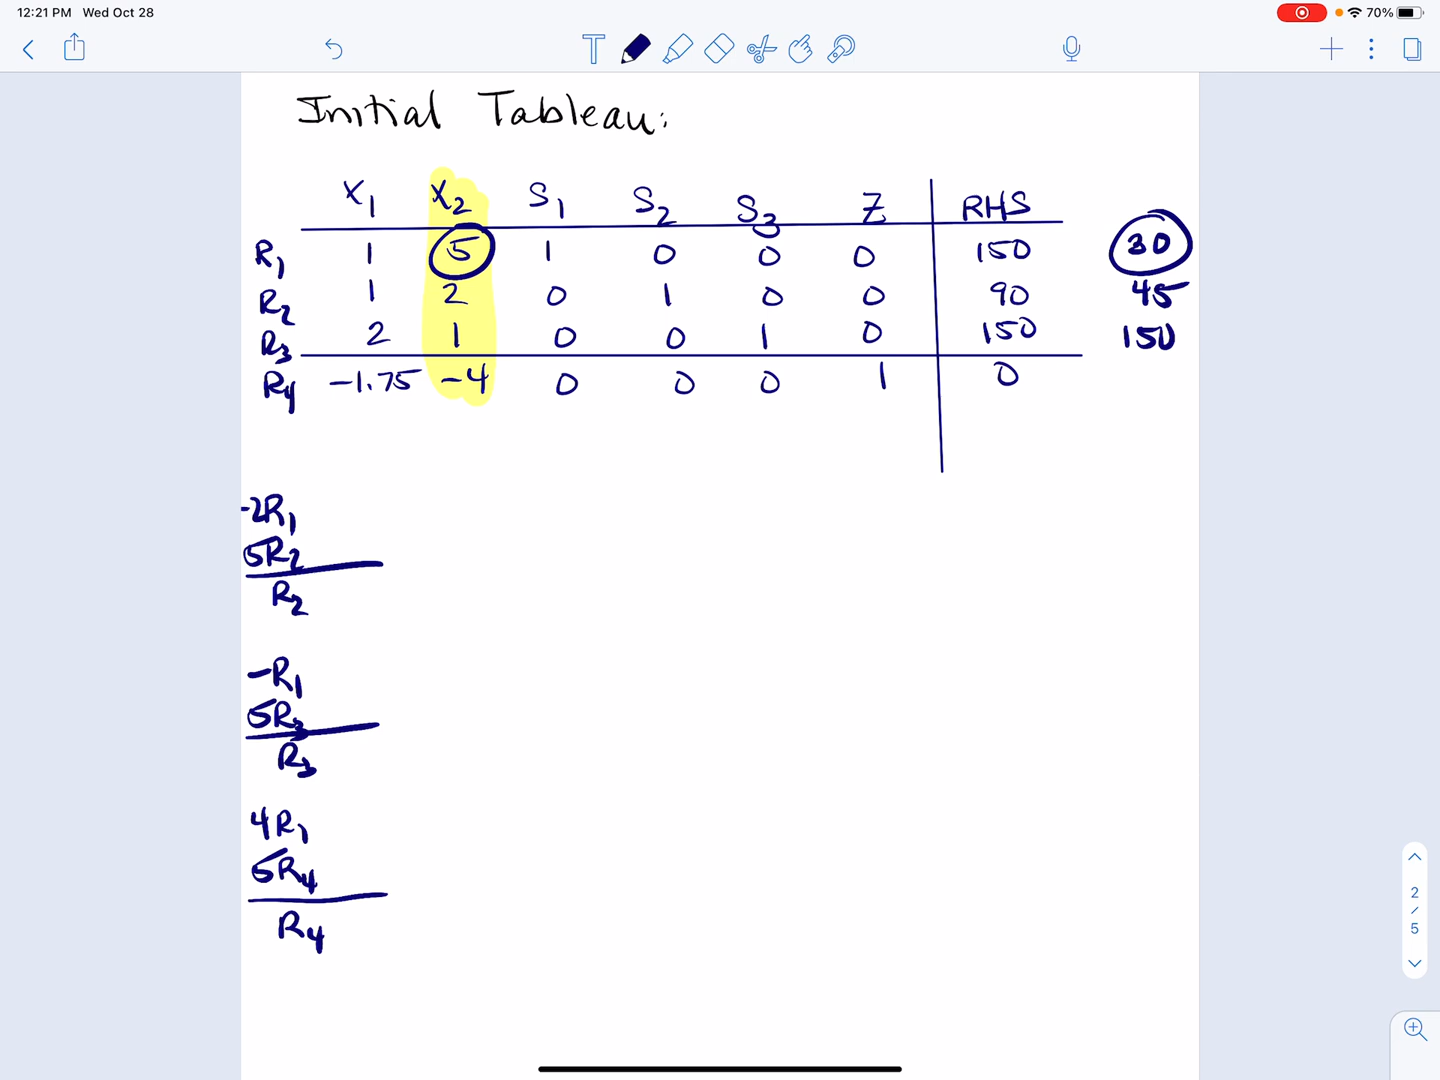 12:21 PM Wed Oct 28
70%
Initial Tableau:
X₁ X₂ S₁ S₂ S₃ Z RHS
R₁ 1 5 1 0 0 0 150 30
R₂ 1 2 0 1 0 0 90 45
R₃ 2 1 0 0 1 0 150 150
R₄ -1.75 -4 0 0 0 1 0
-2R₁
5R₂
R₂
-R₁
5R₃
R₃
4R₁
5R₄
R₄
2
/
5